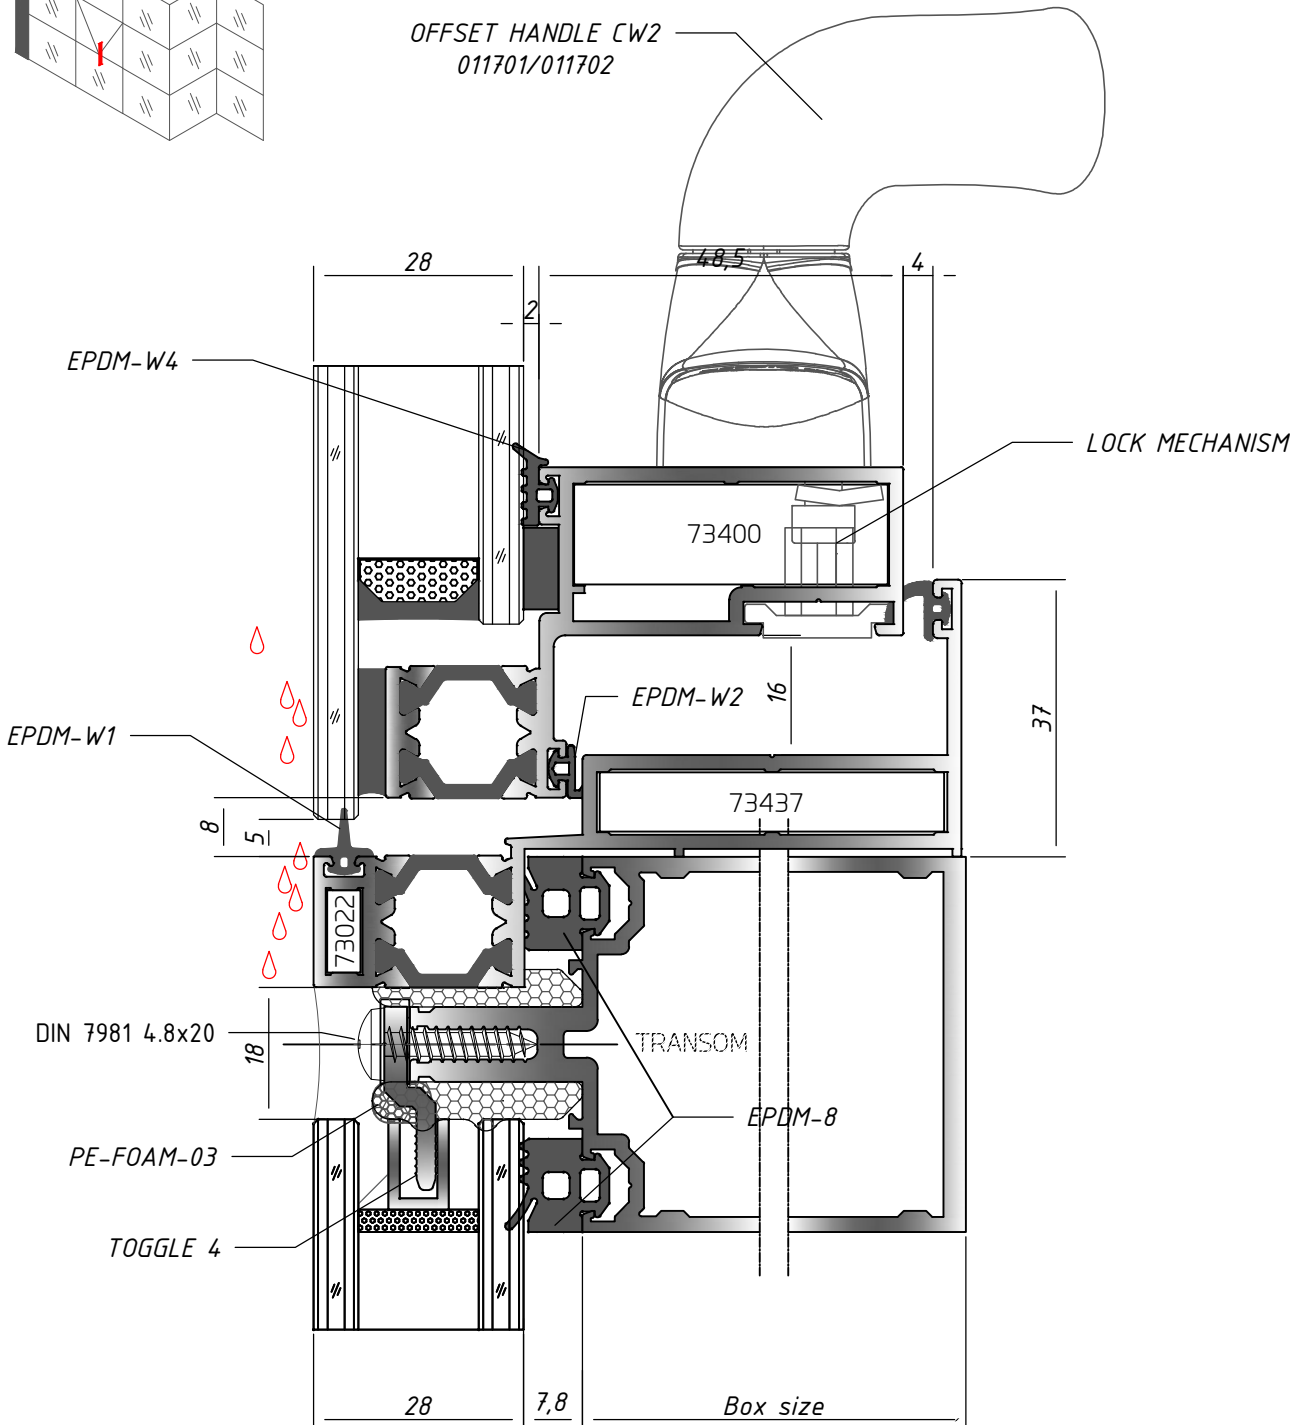 OFFSET HANDLE CW2
011701/011702
28
48,5
4
2
EPDM-W4
LOCK MECHANISM
73400
EPDM-W2
16
37
EPDM-W1
73437
8
5
73022
DIN 7981 4.8x20
18
TRANSOM
EPDM-8
PE-FOAM-03
TOGGLE 4
28
7,8
Box size